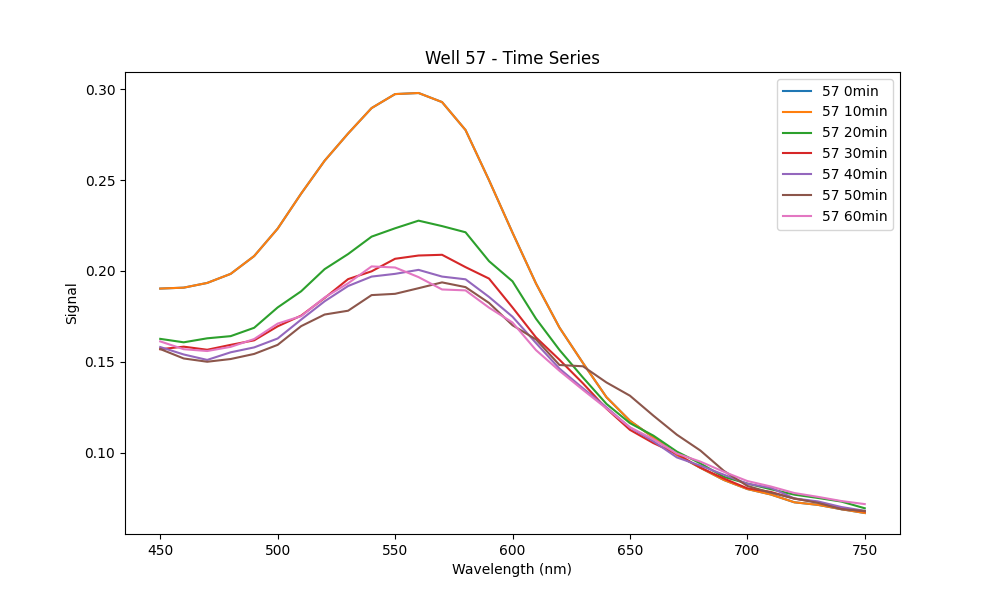 Well 57 - Time Series
Signal
0.30
0.25
0.20
0.15
0.10
57 0min
57 10min
57 20min
57 30min
57 40min
57 50min
57 60min
450 500 550 600 650 700 750
Wavelength (nm)